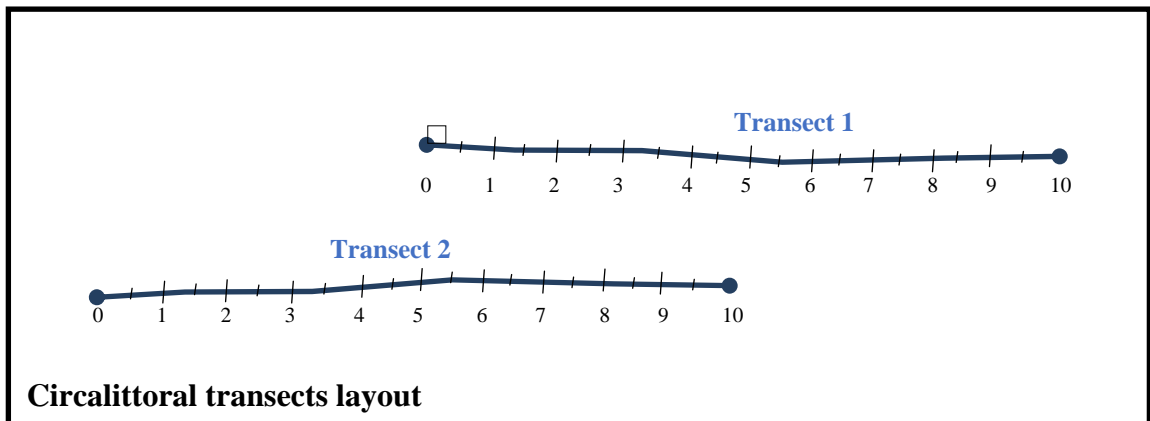 Transect 1
0 1 2 3 4 5 6 7 8 9 10
Transect 2
0 1 2 3 4 5 6 7 8 9 10
Circalittoral transects layout